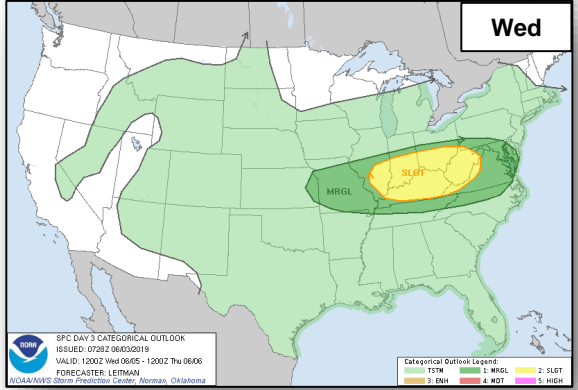 Wed
MRGL
SLGT
NOAA
SPC DAY 3 CATEGORICAL OUTLOOK
ISSUED: 0728Z 06/03/2019
VALID: 1200Z Wed 06/05 - 1200Z Thu 06/06
FORECASTER: LEITMAN
NOAA/NWS Storm Prediction Center, Norman, Oklahoma
Categorical Outlook Legend:
TSTM 1: MRGL 2: SLGT
3: ENH 4: MDT 5: HIGH